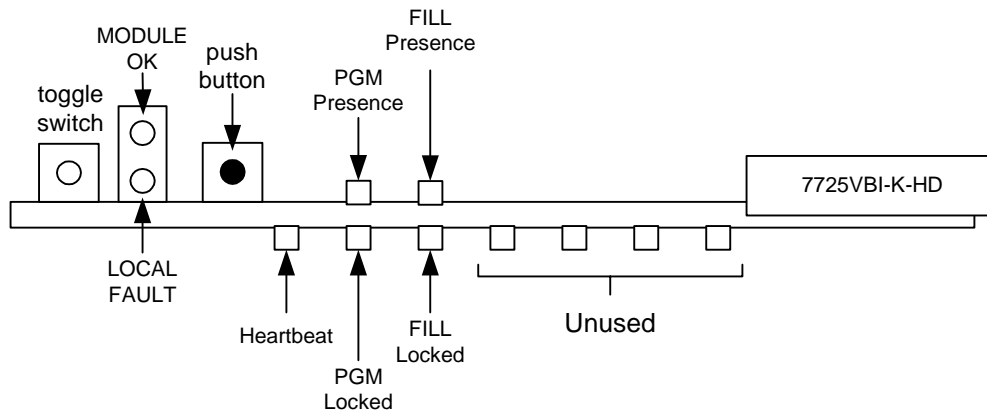 FILL
Presence
MODULE
OK
push
button
PGM
Presence
toggle
switch
7725VBI-K-HD
LOCAL
FAULT
Heartbeat
PGM
Locked
FILL
Locked
Unused